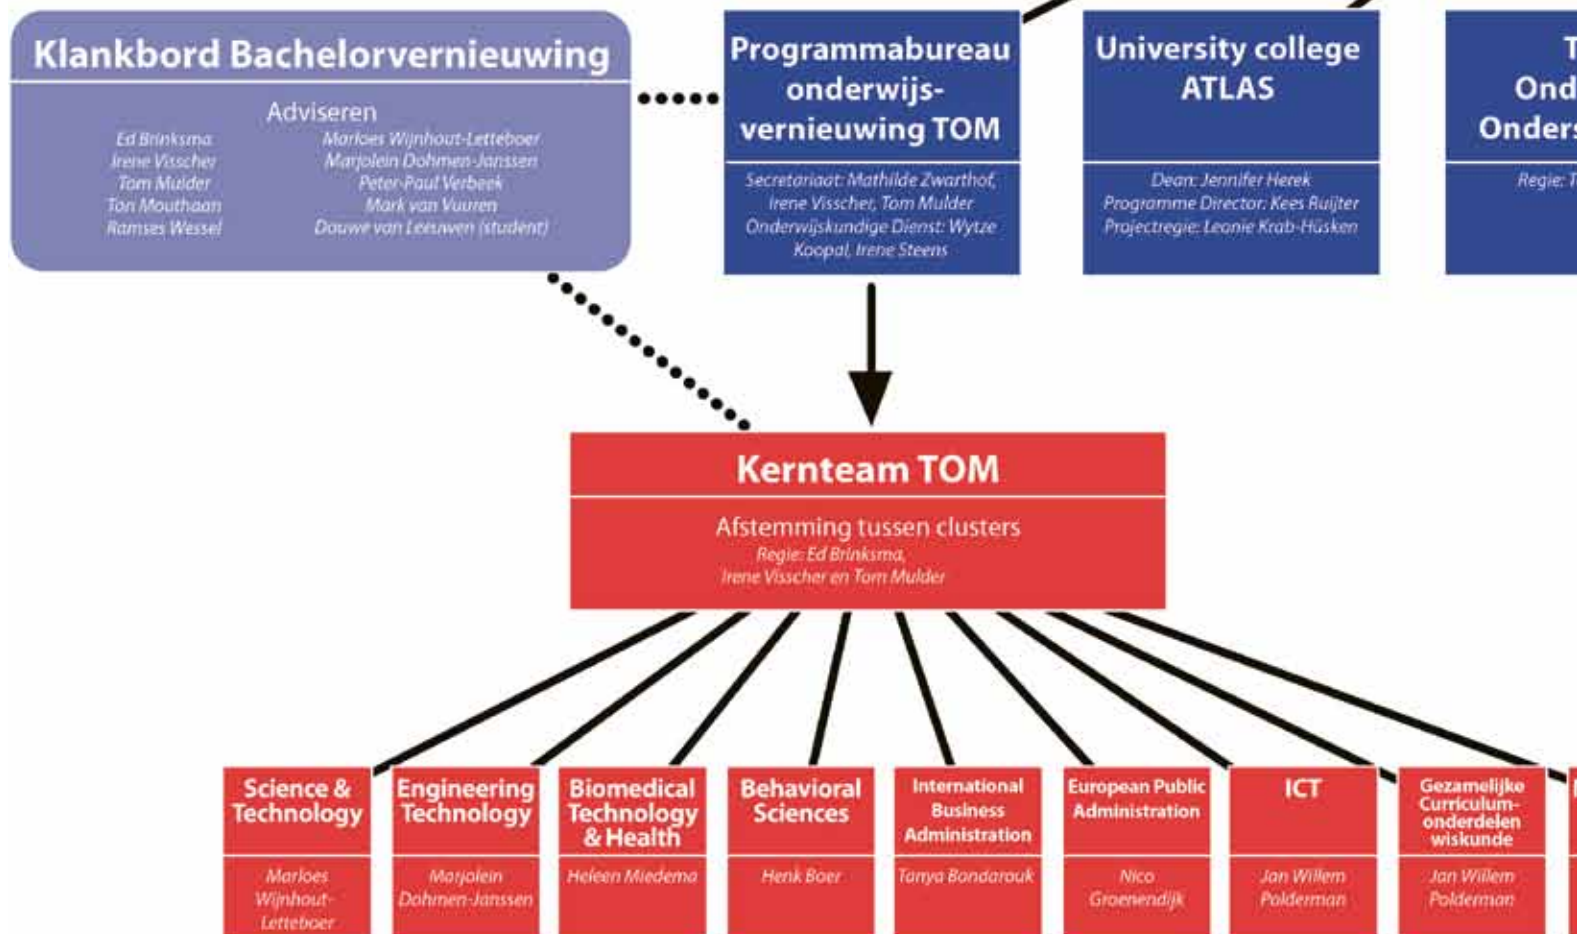 Klankbord Bachelorvernieuwing
Adviseren
Ed Brinksma
Irene Visscher
Tom Mulder
Ton Mouthaan
Ramses Wessel
Marloes Wijnhout-Letteboer
Marjolein Dohmen-Janssen
Peter-Paul Verbeek
Mark van Vuuren
Douwe van Leeuwen (student)
Programmabureau
onderwijs-
vernieuwing TOM
Secretariaat: Mathilde Zwarthof,
Irene Visscher, Tom Mulder
Onderwijskundige Dienst: Wytze
Koopal, Irene Steens
University college
ATLAS
Dean: Jennifer Herek
Programme Director: Kees Ruijter
Projectregie: Leonie Krab-Hüsken
T
Ond
Onders
Regie: T
Kernteam TOM
Afstemming tussen clusters
Regie: Ed Brinksma,
Irene Visscher en Tom Mulder
Science &
Technology
Marloes
Wijnhout-
Letteboer
Engineering
Technology
Marjolein
Dohmen-Janssen
Biomedical
Technology
& Health
Heleen Miedema
Behavioral
Sciences
Henk Boer
International
Business
Administration
Tanya Bondarouk
European Public
Administration
Nico
Groenendijk
ICT
Jan Willem
Polderman
Gezamelijke
Curriculum-
onderdelen
wiskunde
Jan Willem
Polderman